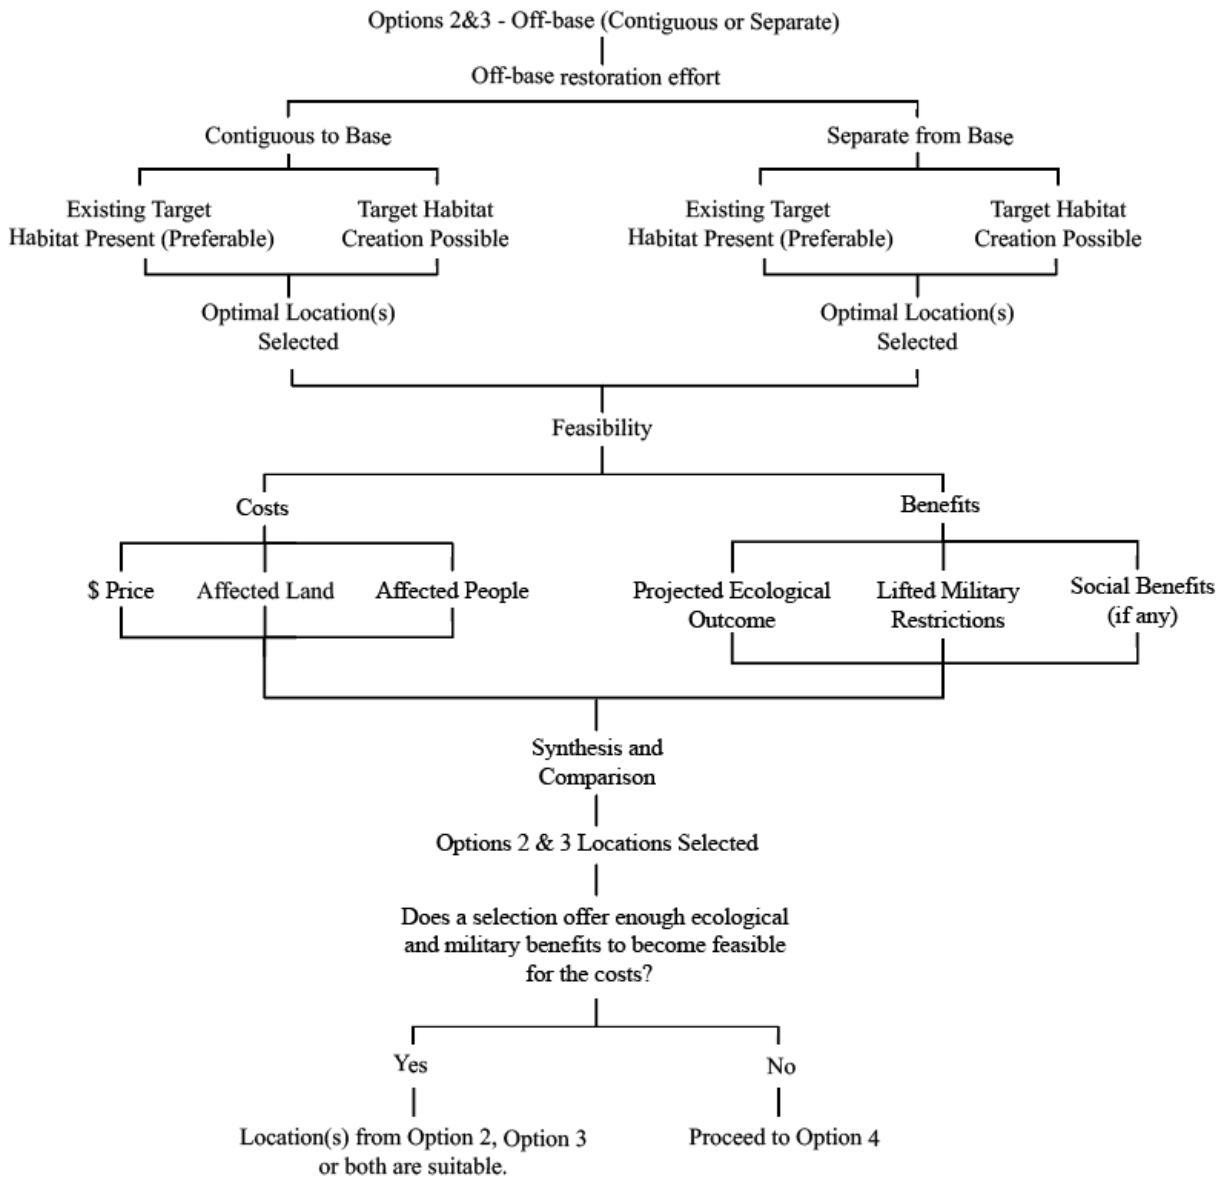 Options 2&3 - Off-base (Contiguous or Separate)
Off-base restoration effort
Contiguous to Base
Separate from Base
Existing Target
Habitat Present (Preferable)
Target Habitat
Creation Possible
Existing Target
Habitat Present (Preferable)
Target Habitat
Creation Possible
Optimal Location(s)
Selected
Optimal Location(s)
Selected
Feasibility
Costs
Benefits
$ Price
Affected Land
Affected People
Projected Ecological
Outcome
Lifted Military
Restrictions
Social Benefits
(if any)
Synthesis and
Comparison
Options 2 & 3 Locations Selected
Does a selection offer enough ecological
and military benefits to become feasible
for the costs?
Yes
No
Location(s) from Option 2, Option 3
or both are suitable.
Proceed to Option 4